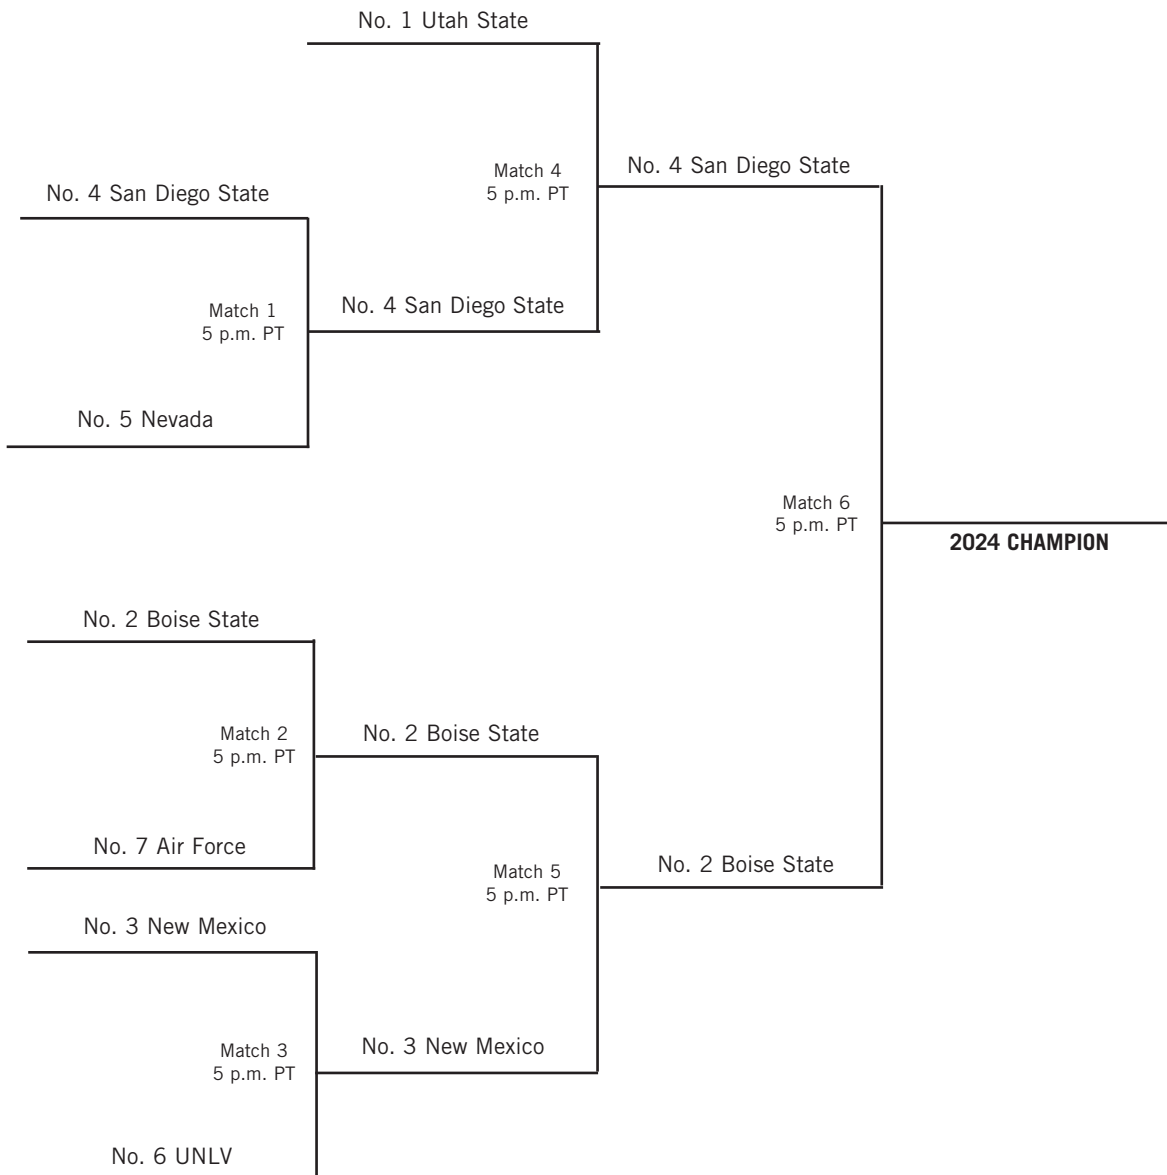 No. 1 Utah State
Match 4
5 p.m. PT
No. 4 San Diego State
No. 4 San Diego State
Match 1
5 p.m. PT
No. 4 San Diego State
No. 5 Nevada
Match 6
5 p.m. PT
2024 CHAMPION
No. 2 Boise State
Match 2
5 p.m. PT
No. 2 Boise State
No. 7 Air Force
Match 5
5 p.m. PT
No. 2 Boise State
No. 3 New Mexico
Match 3
5 p.m. PT
No. 3 New Mexico
No. 6 UNLV